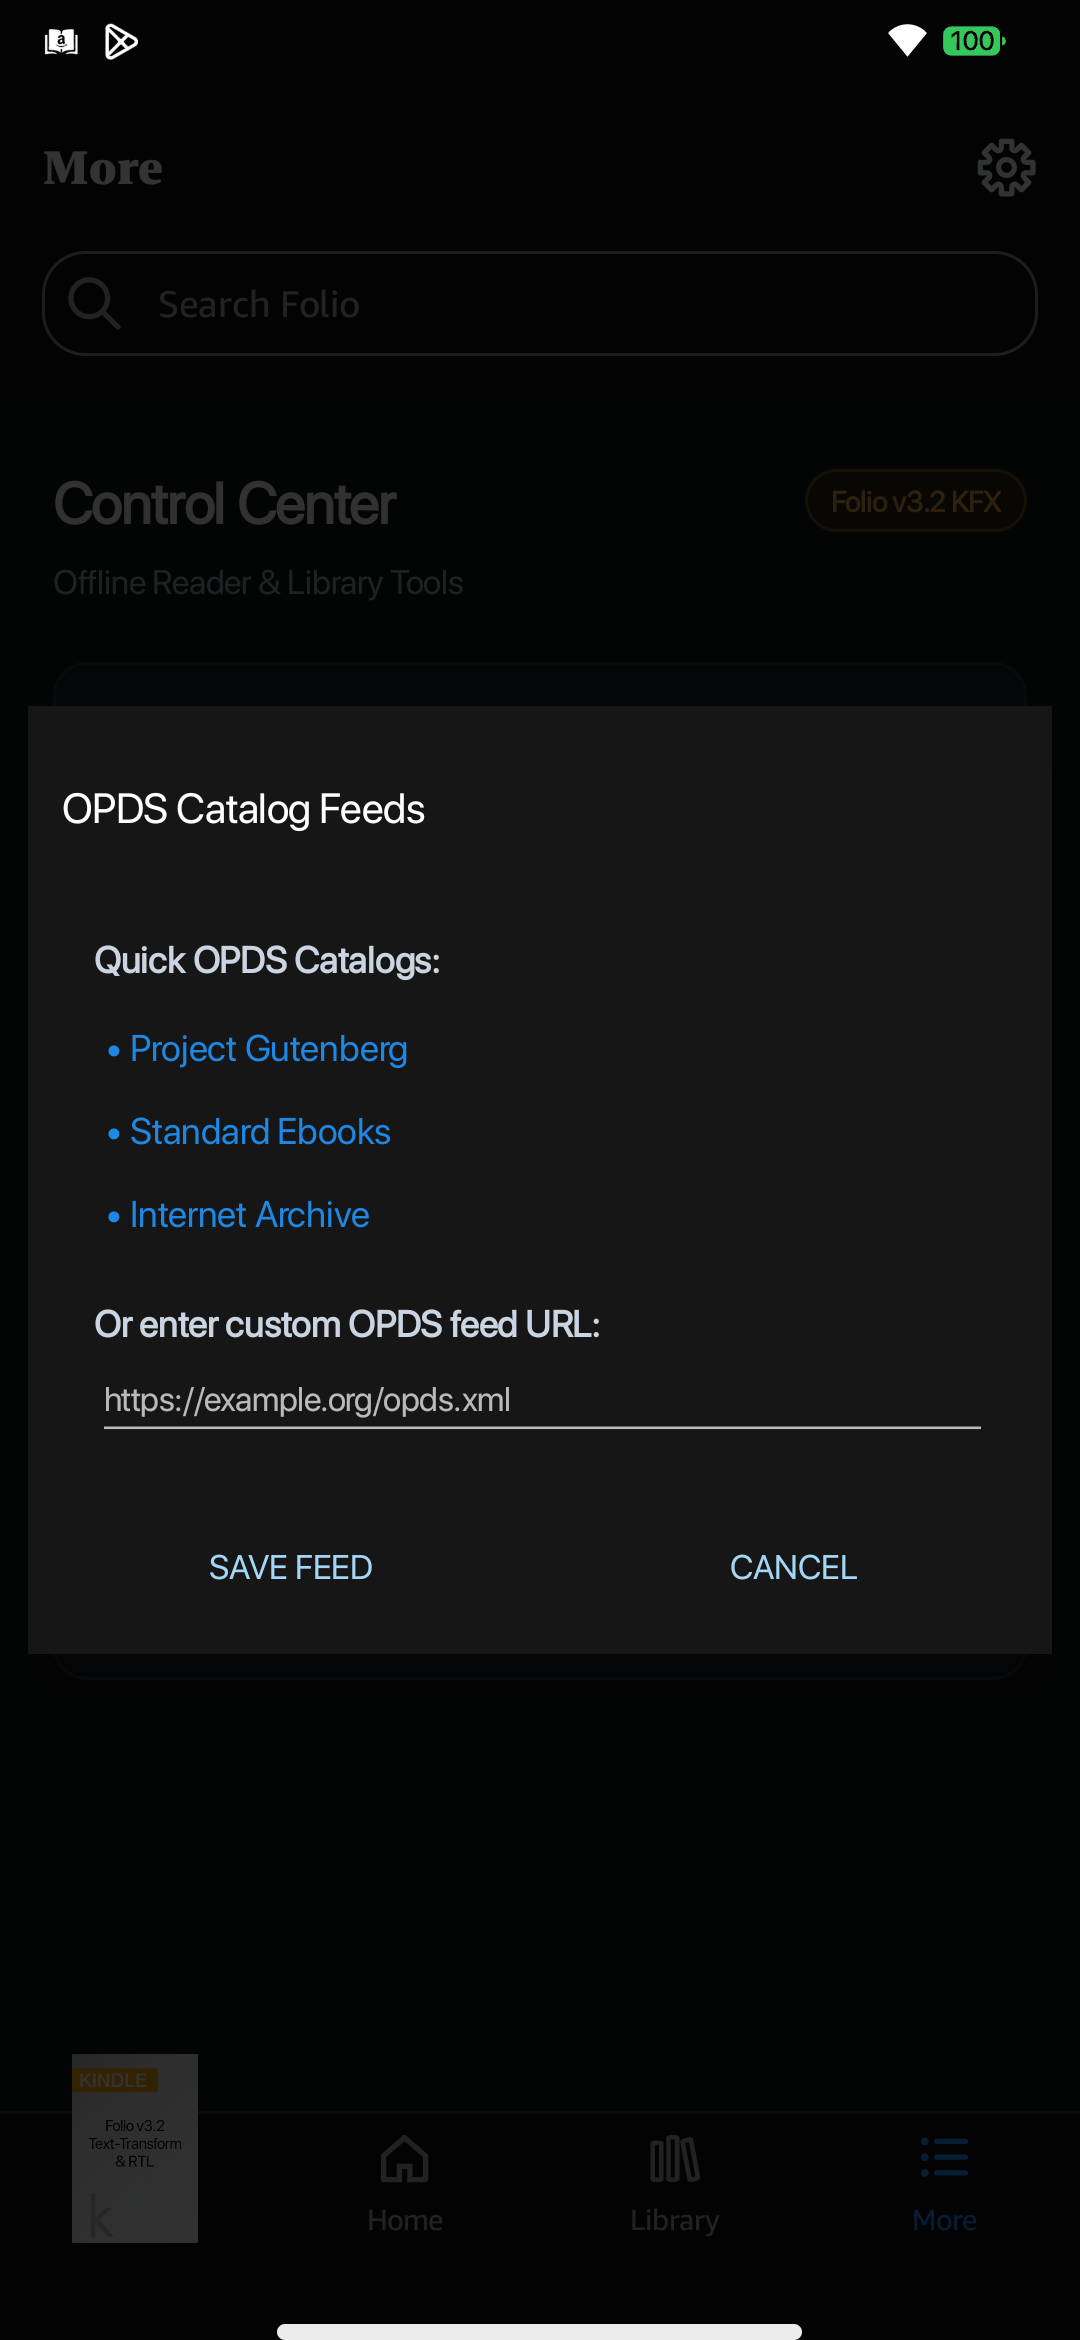 100
More
Search Folio
Control Center
Folio v3.2 KFX
Offline Reader & Library Tools
OPDS Catalog Feeds
Quick OPDS Catalogs:
• Project Gutenberg
• Standard Ebooks
• Internet Archive
Or enter custom OPDS feed URL:
https://example.org/opds.xml
SAVE FEED
CANCEL
KINDLE
Folio v3.2
Text-Transform
& RTL
k
Home
Library
More